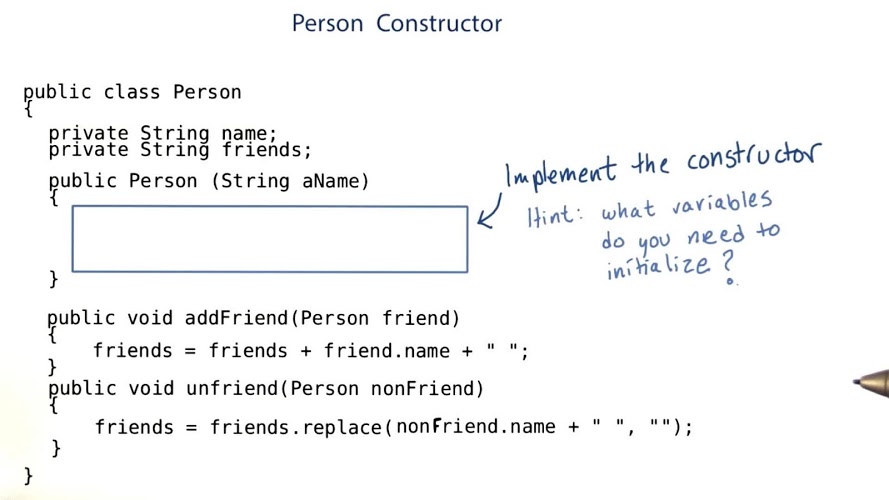 Person Constructor
public class Person
{
private String name;
private String friends;
public Person (String aName)
{
}
Implement the constructor
Hint: what variables
do you need to
initialize?
public void addFriend(Person friend)
{
friends = friends + friend.name + " ";
}
public void unfriend(Person nonFriend)
{
friends = friends.replace(nonFriend.name + " ", "");
}
}